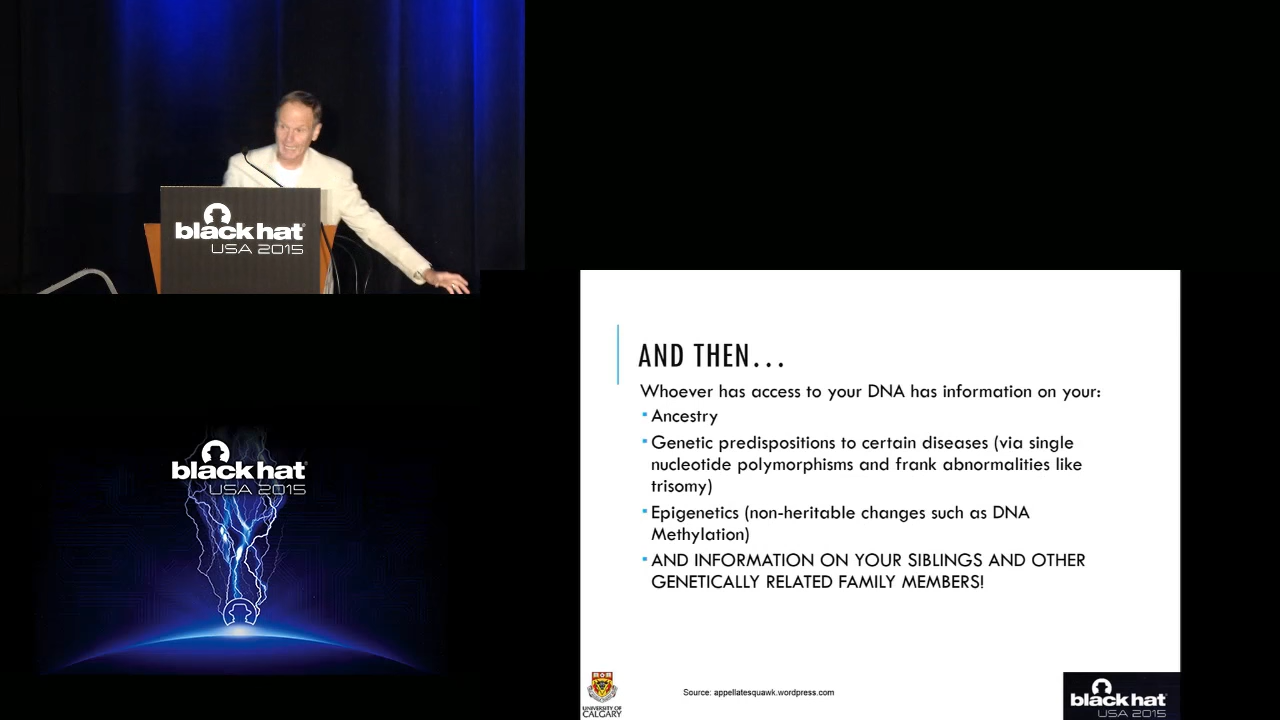 black hat
USA 2015
AND THEN...
Whoever has access to your DNA has information on your:
Ancestry
Genetic predispositions to certain diseases (via single
nucleotide polymorphisms and frank abnormalities like
trisomy)
Epigenetics (non-heritable changes such as DNA
Methylation)
AND INFORMATION ON YOUR SIBLINGS AND OTHER
GENETICALLY RELATED FAMILY MEMBERS!
black hat
USA 2015
UNIVERSITY OF
CALGARY
Source: appellatesquawk.wordpress.com
black hat
USA 2015